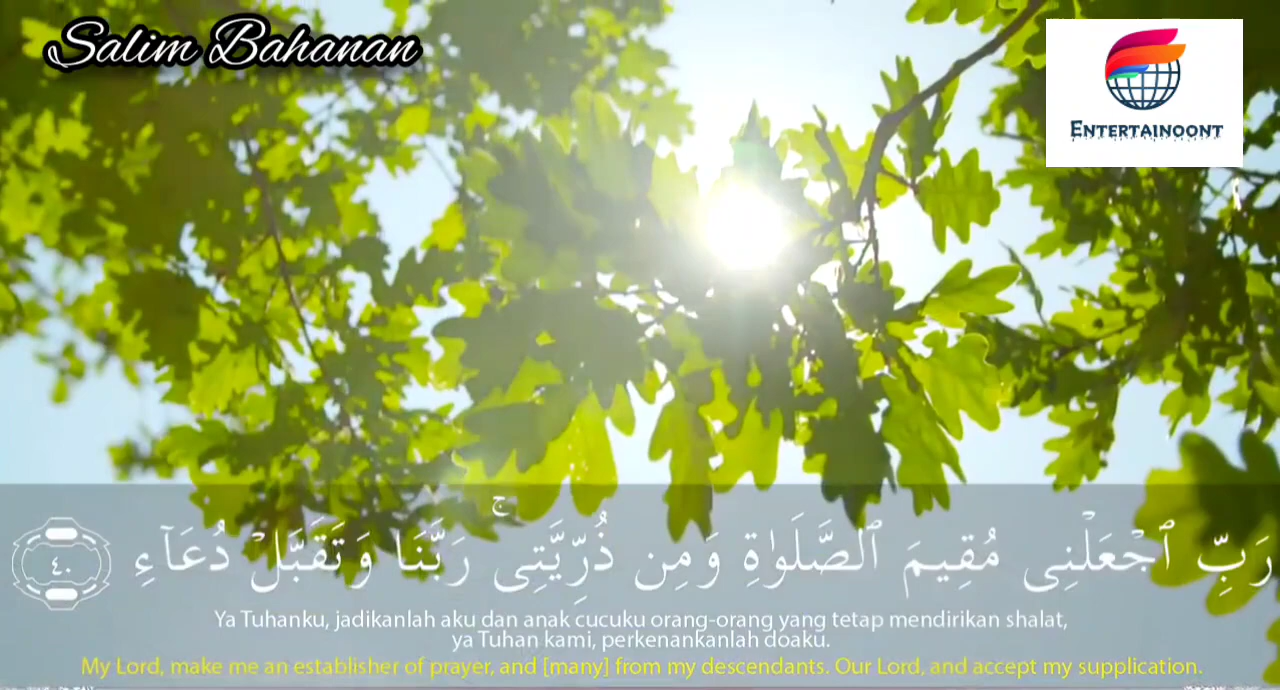 Salim Bahanan
ENTERTAINOONT
رَبِّ ٱجْعَلْنِى مُقِيمَ ٱلصَّلَوٰةِ وَمِن ذُرِّيَّتِى ۚ رَبَّنَا وَتَقَبَّلْ دُعَآءِ ٤٠
Ya Tuhanku, jadikanlah aku dan anak cucuku orang-orang yang tetap mendirikan shalat,
ya Tuhan kami, perkenankanlah doaku.
My Lord, make me an establisher of prayer, and [many] from my descendants. Our Lord, and accept my supplication.